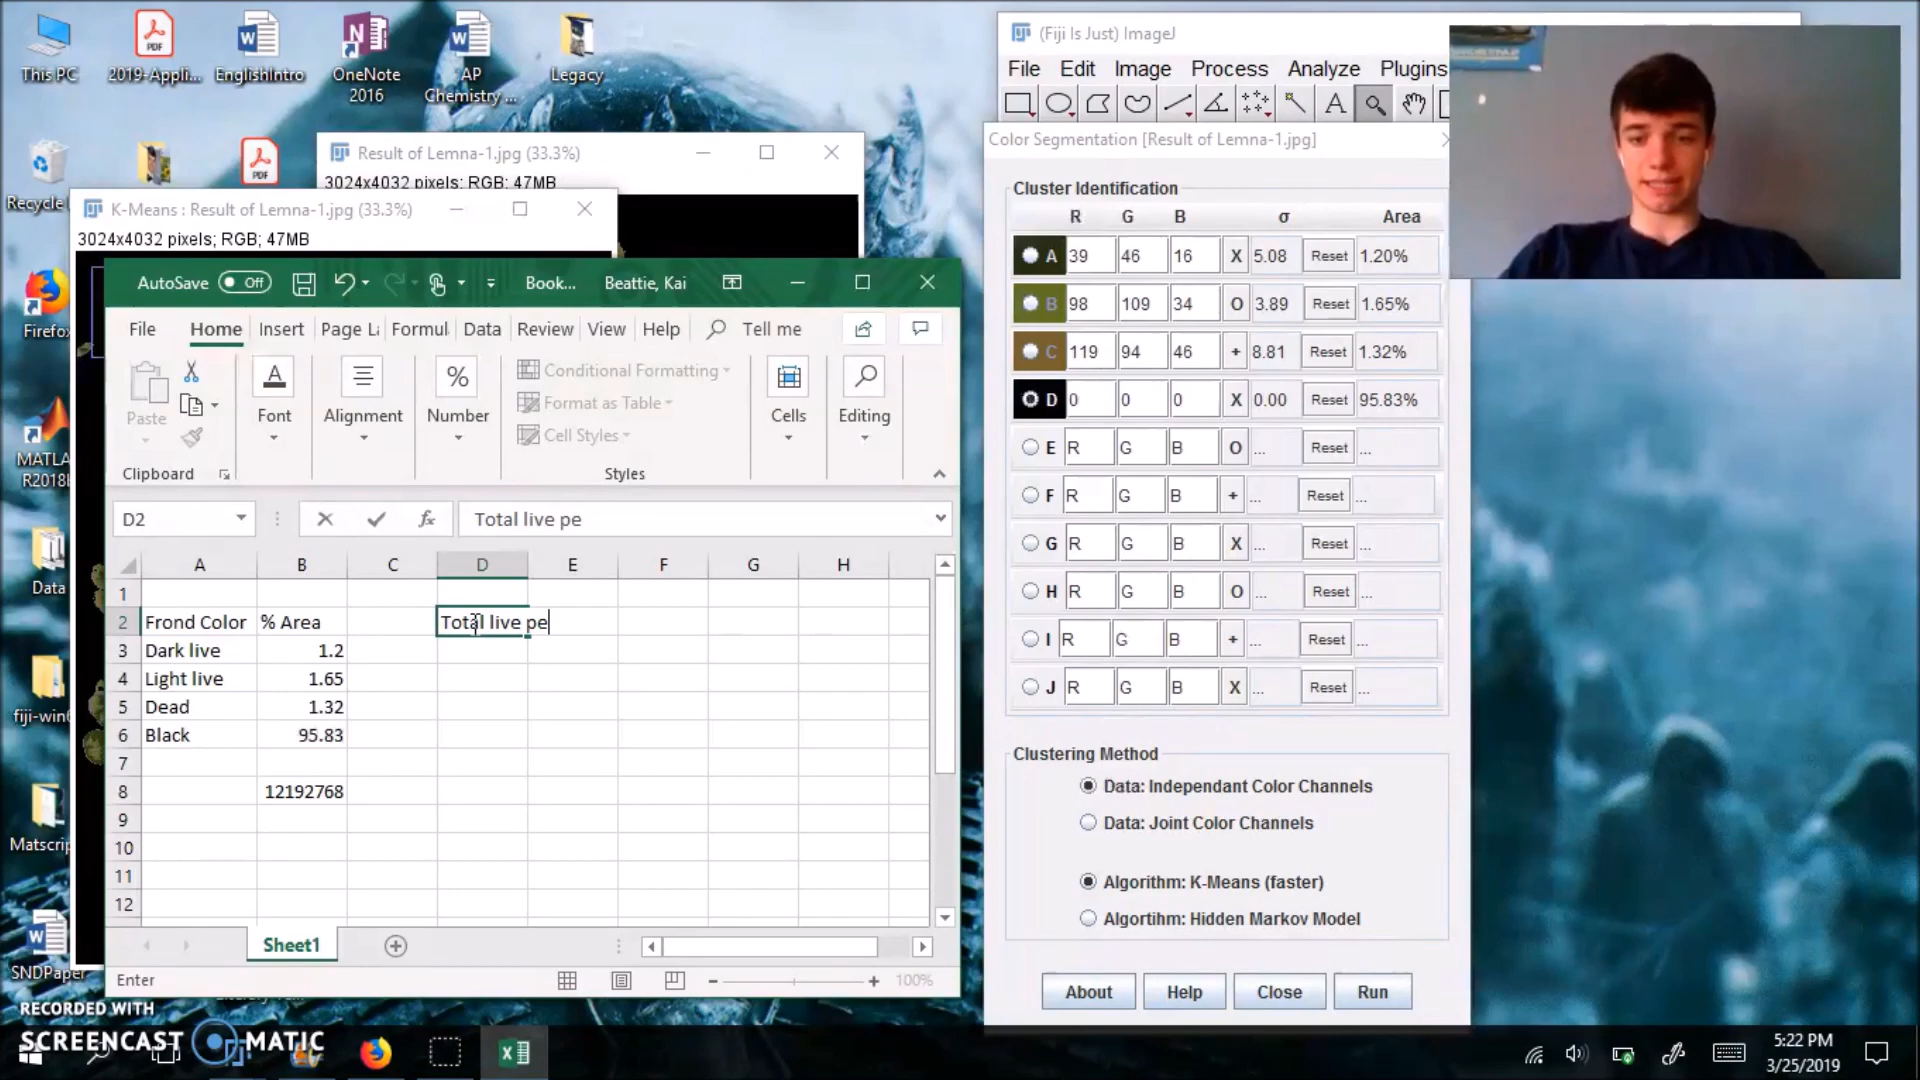 This PC
2019-Appli...
EnglishIntro
OneNote 2016
AP Chemistry ...
Legacy
Recycle
Firefox
MATLA R2018
Data
fiji-win
Matscrip
SNDPaper
Result of Lemna-1.jpg (33.3%)
3024x4032 pixels; RGB; 47MB
K-Means : Result of Lemna-1.jpg (33.3%)
3024x4032 pixels; RGB; 47MB
AutoSave Off Book... Beattie, Kai
File Home Insert Page La Formul Data Review View Help Tell me
Paste
Font
Alignment
%
Number
Conditional Formatting
Format as Table
Cell Styles
Cells
Editing
Clipboard
Styles
D2 fx Total live pe
A B C D E F G H
1
2 Frond Color % Area Total live pe
3 Dark live 1.2
4 Light live 1.65
5 Dead 1.32
6 Black 95.83
7
8 12192768
9
10
11
12
Sheet1
Enter 100%
(Fiji Is Just) ImageJ
File Edit Image Process Analyze Plugins
Color Segmentation [Result of Lemna-1.jpg]
Cluster Identification
R G B σ Area
A 39 46 16 X 5.08 Reset 1.20%
B 98 109 34 O 3.89 Reset 1.65%
C 119 94 46 + 8.81 Reset 1.32%
D 0 0 0 X 0.00 Reset 95.83%
E R G B O ... Reset ...
F R G B + ... Reset ...
G R G B X ... Reset ...
H R G B O ... Reset ...
I R G B + ... Reset ...
J R G B X ... Reset ...
Clustering Method
Data: Independant Color Channels
Data: Joint Color Channels
Algorithm: K-Means (faster)
Algortihm: Hidden Markov Model
About Help Close Run
RECORDED WITH
SCREENCAST MATIC
5:22 PM
3/25/2019